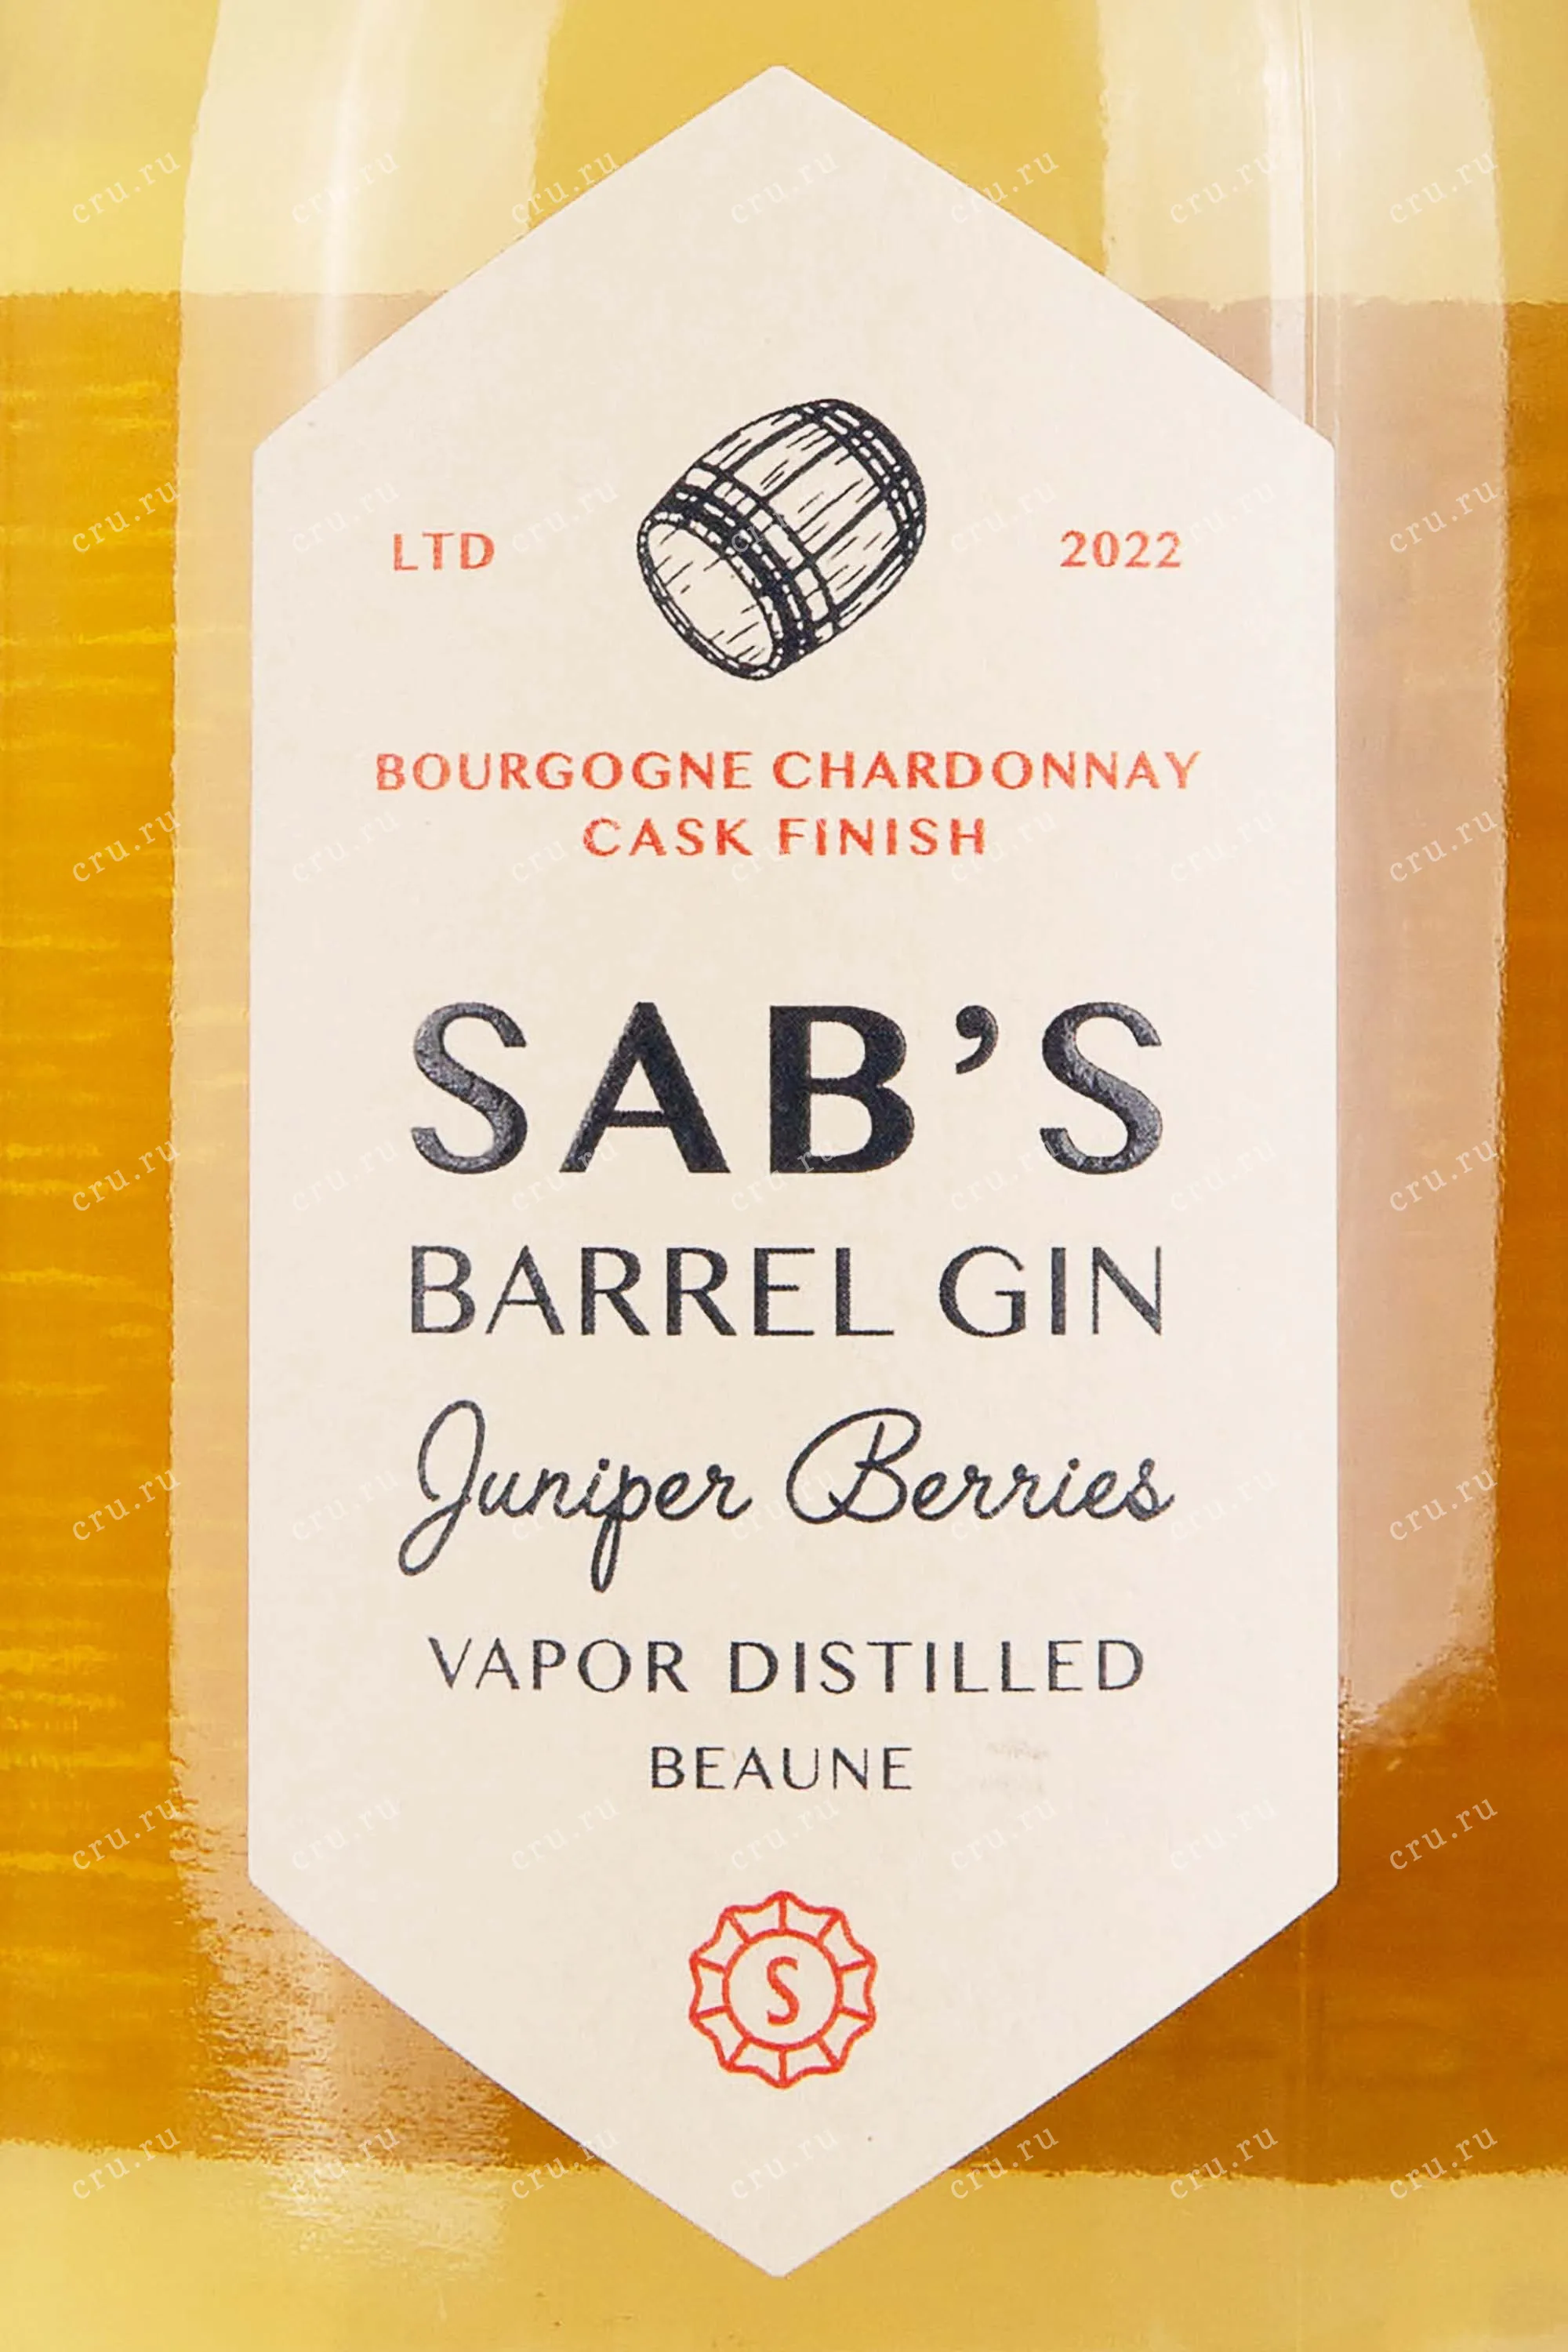 LTD
2022
BOURGOGNE CHARDONNAY
CASK FINISH
SAB'S
BARREL GIN
Juniper Berries
VAPOR DISTILLED
BEAUNE
S
cru.ru